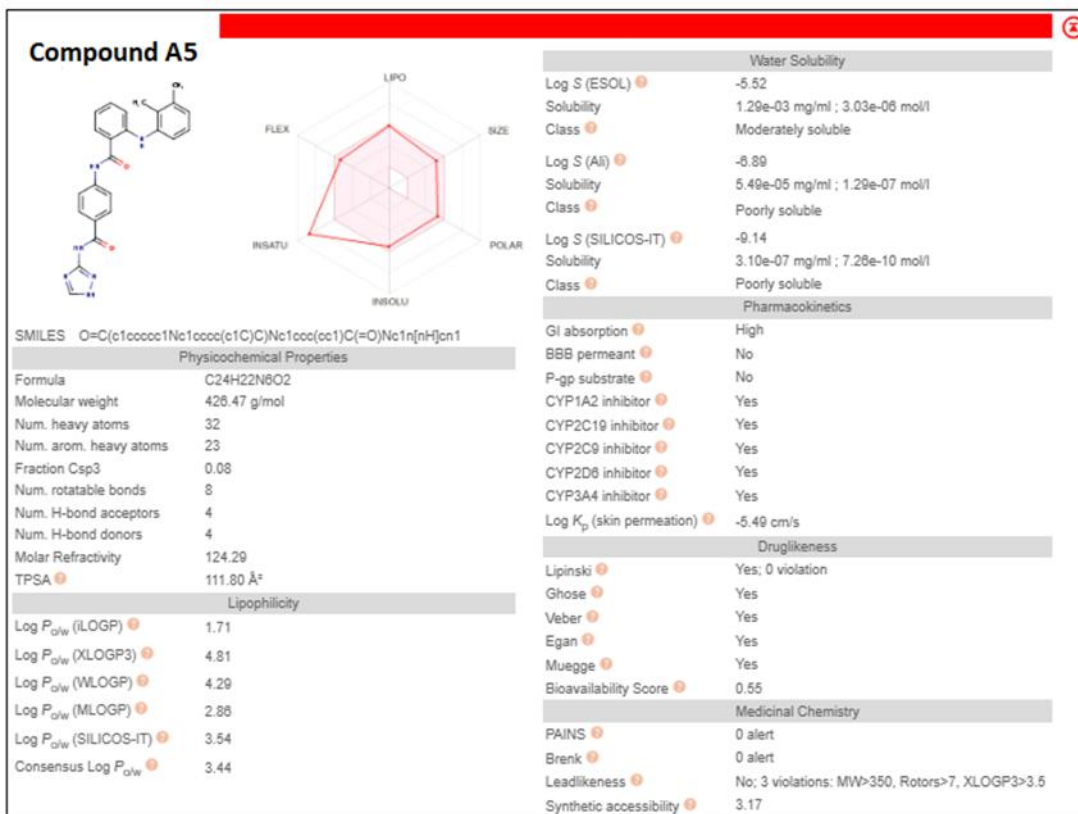 Compound A5
LIPO
FLEX
SIZE
INSATU
POLAR
INSOLU
SMILES O=C(c1ccccc1Nc1cccc(c1C)C)Nc1ccc(cc1)C(=O)Nc1n[nH]cn1
Physicochemical Properties
Formula C24H22N6O2
Molecular weight 426.47 g/mol
Num. heavy atoms 32
Num. arom. heavy atoms 23
Fraction Csp3 0.08
Num. rotatable bonds 8
Num. H-bond acceptors 4
Num. H-bond donors 4
Molar Refractivity 124.29
TPSA ? 111.80 Å²
Lipophilicity
Log Po/w (iLOGP) ? 1.71
Log Po/w (XLOGP3) ? 4.81
Log Po/w (WLOGP) ? 4.29
Log Po/w (MLOGP) ? 2.86
Log Po/w (SILICOS-IT) ? 3.54
Consensus Log Po/w ? 3.44
Water Solubility
Log S (ESOL) ? -5.52
Solubility 1.29e-03 mg/ml ; 3.03e-06 mol/l
Class ? Moderately soluble
Log S (Ali) ? -6.89
Solubility 5.49e-05 mg/ml ; 1.29e-07 mol/l
Class ? Poorly soluble
Log S (SILICOS-IT) ? -9.14
Solubility 3.10e-07 mg/ml ; 7.26e-10 mol/l
Class ? Poorly soluble
Pharmacokinetics
GI absorption ? High
BBB permeant ? No
P-gp substrate ? No
CYP1A2 inhibitor ? Yes
CYP2C19 inhibitor ? Yes
CYP2C9 inhibitor ? Yes
CYP2D6 inhibitor ? Yes
CYP3A4 inhibitor ? Yes
Log Kp (skin permeation) ? -5.49 cm/s
Druglikeness
Lipinski ? Yes; 0 violation
Ghose ? Yes
Veber ? Yes
Egan ? Yes
Muegge ? Yes
Bioavailability Score ? 0.55
Medicinal Chemistry
PAINS ? 0 alert
Brenk ? 0 alert
Leadlikeness ? No; 3 violations: MW>350, Rotors>7, XLOGP3>3.5
Synthetic accessibility ? 3.17